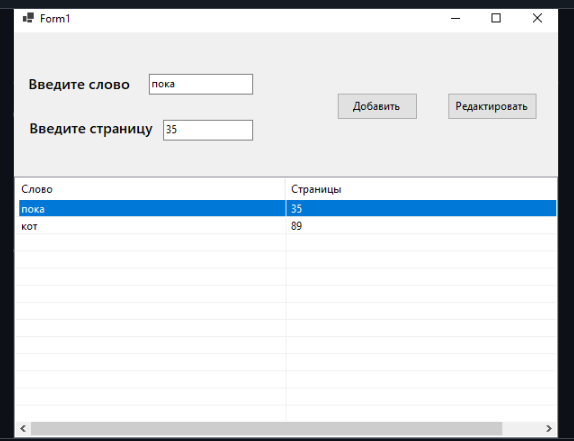 Form1
Введите слово пока
Добавить Редактировать
Введите страницу 35
Слово Страницы
пока 35
кот 89